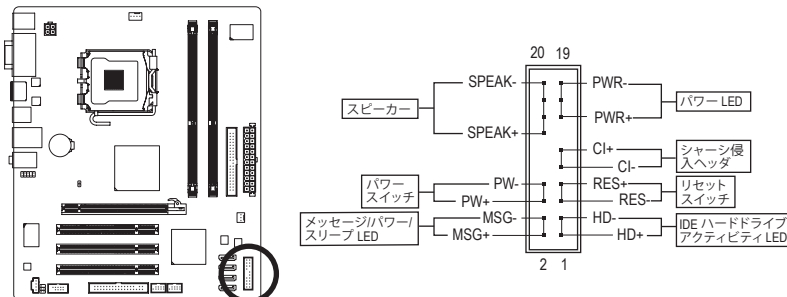 20 19
SPEAK-
SPEAK+
スピーカー
PWR-
PWR+
パワー LED
CI+
CI-
シャーシ侵
入ヘッダ
パワー
スイッチ
PW-
PW+
RES+
RES-
リセット
スイッチ
メッセージ/パワー/
スリープ LED
MSG-
MSG+
HD-
HD+
IDE ハードドライブ
アクティビティ LED
2 1